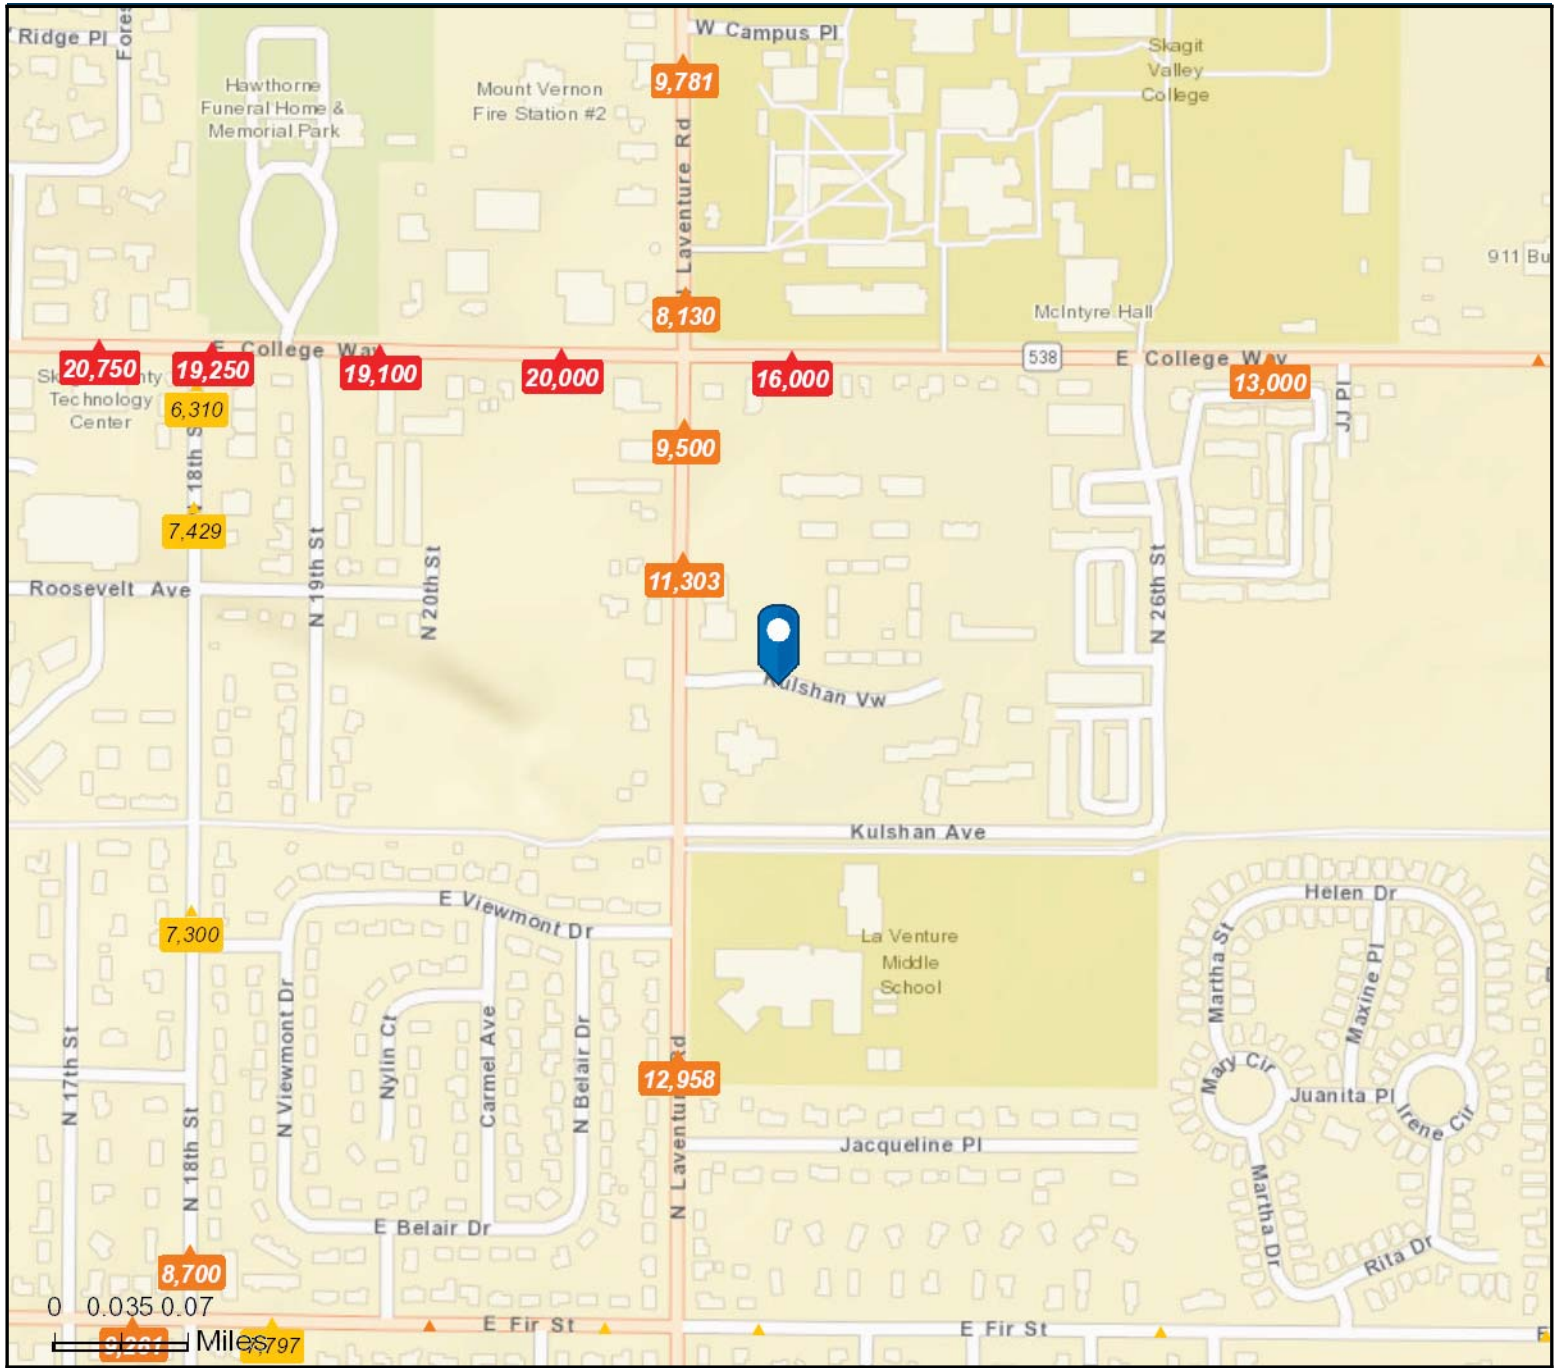 Ridge Pl
Fores
W Campus Pl
Skagit
Valley
College
9,781
Hawthorne
Funeral Home &
Memorial Park
Mount Vernon
Fire Station #2
Laventure Rd
911 Bu
McIntyre Hall
8,130
E College Way
538
E College Way
20,750
19,250
19,100
20,000
16,000
13,000
Technology
Center
6,310
JJ Pl
9,500
18th S
7,429
N 19th St
N 20th St
11,303
N 26th St
Roosevelt Ave
Kulshan Vw
Kulshan Ave
Helen Dr
E Viewmont Dr
7,300
La Venture
Middle
School
Martha St
Maxine Pl
N 17th St
N Viewmont Dr
Nylin Ct
Carmel Ave
N Belair Dr
12,958
Mary Cir
Juanita Pl
Irene Cir
N 18th St
N Laventure Rd
Jacqueline Pl
E Belair Dr
Martha Dr
Rita Dr
8,700
0 0.035 0.07
Miles
E Fir St
E Fir St